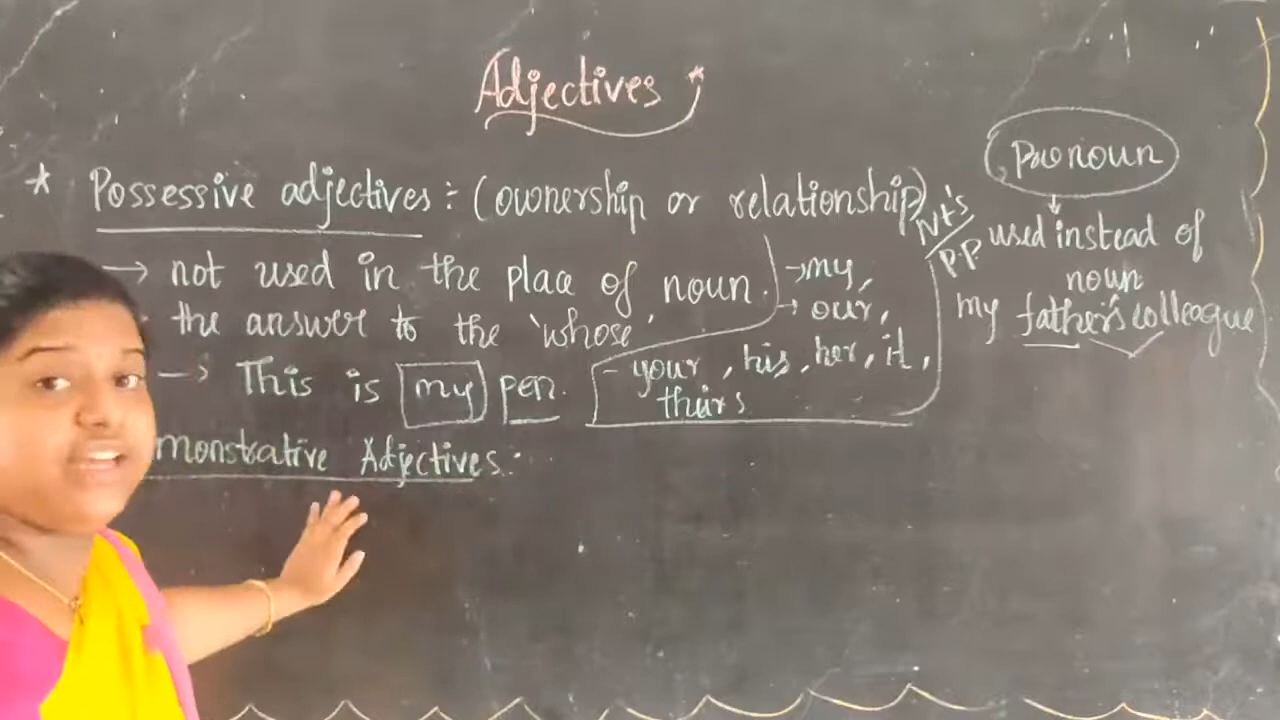 Adjectives
* Possessive adjectives :- (ownership or relationship)
→ not used in the place of noun.
the answer to the 'whose'
→ This is my pen.
→ my,
→ our,
- your, his, her, it,
theirs
N+'s
P.P
monstrative Adjectives:
Pronoun
used instead of
noun
my father's colleague